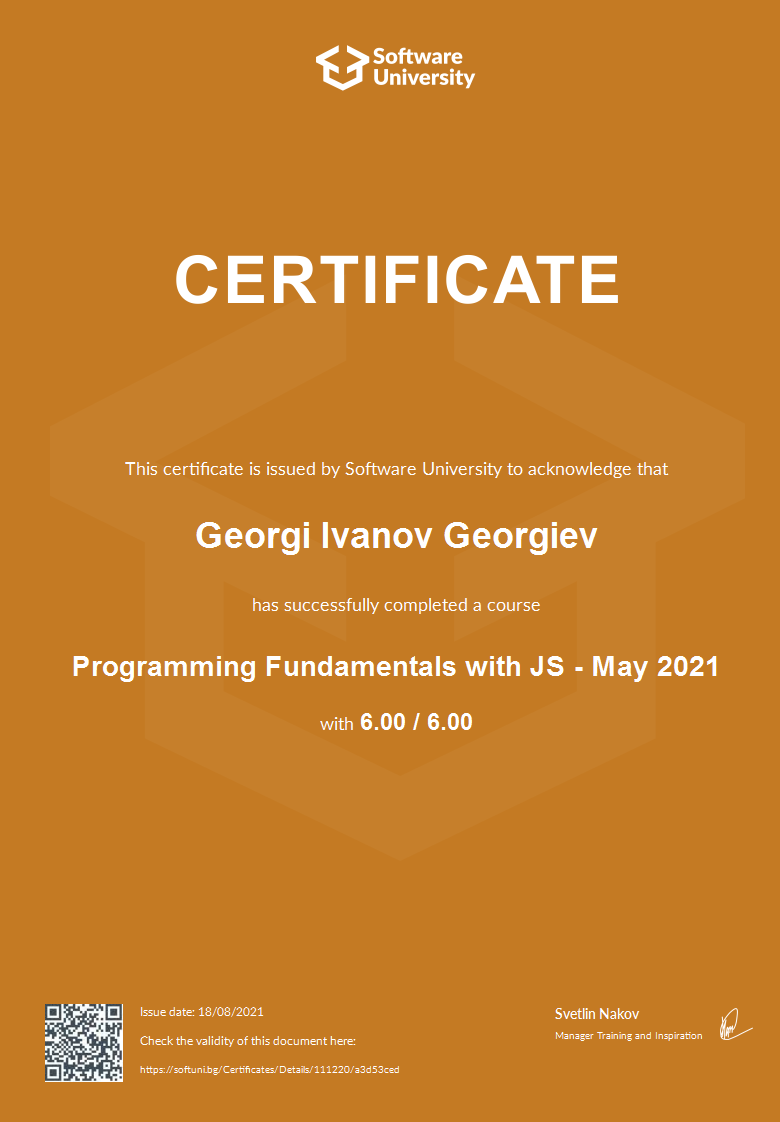 Software
University
CERTIFICATE
This certificate is issued by Software University to acknowledge that
Georgi Ivanov Georgiev
has successfully completed a course
Programming Fundamentals with JS - May 2021
with 6.00 / 6.00
Issue date: 18/08/2021
Check the validity of this document here:
https://softuni.bg/Certificates/Details/111220/a3d53ced
Svetlin Nakov
Manager Training and Inspiration